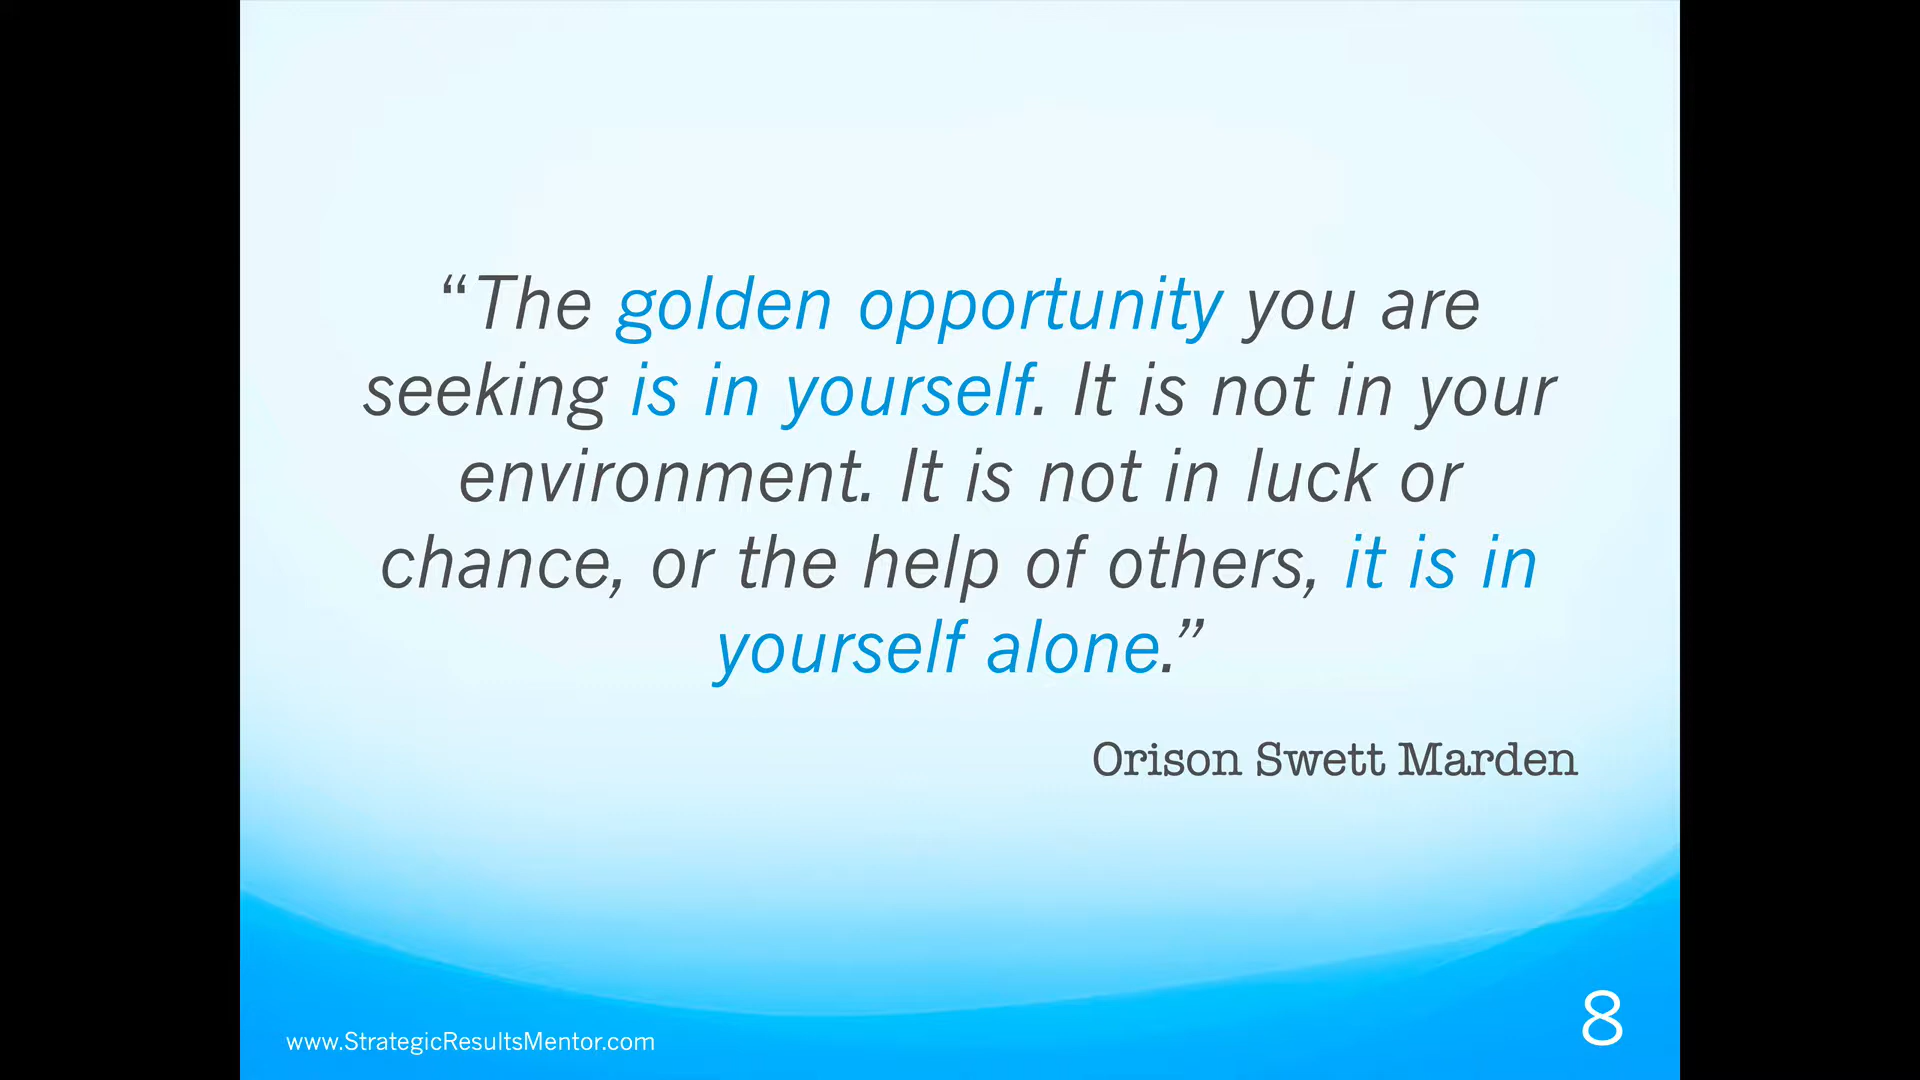 “The golden opportunity you are
seeking is in yourself. It is not in your
environment. It is not in luck or
chance, or the help of others, it is in
yourself alone.”
Orison Swett Marden
www.StrategicResultsMentor.com
8